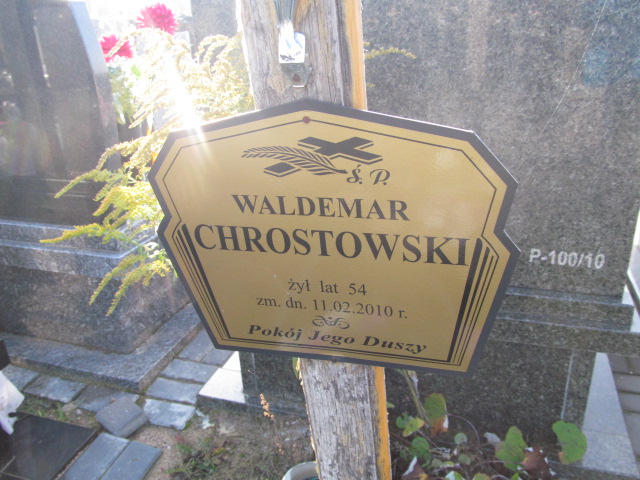 Ś. P.
WALDEMAR
CHROSTOWSKI
żył lat 54
zm. dn. 11.02.2010 r.
Pokój Jego Duszy
P-100/10